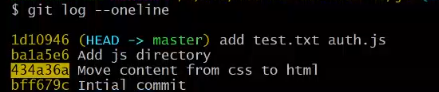 $ git log --oneline
1d10946 (HEAD -> master) add test.txt auth.js
ba1a5e6 Add js directory
434a36a Move content from css to html
bff679c Intial commit